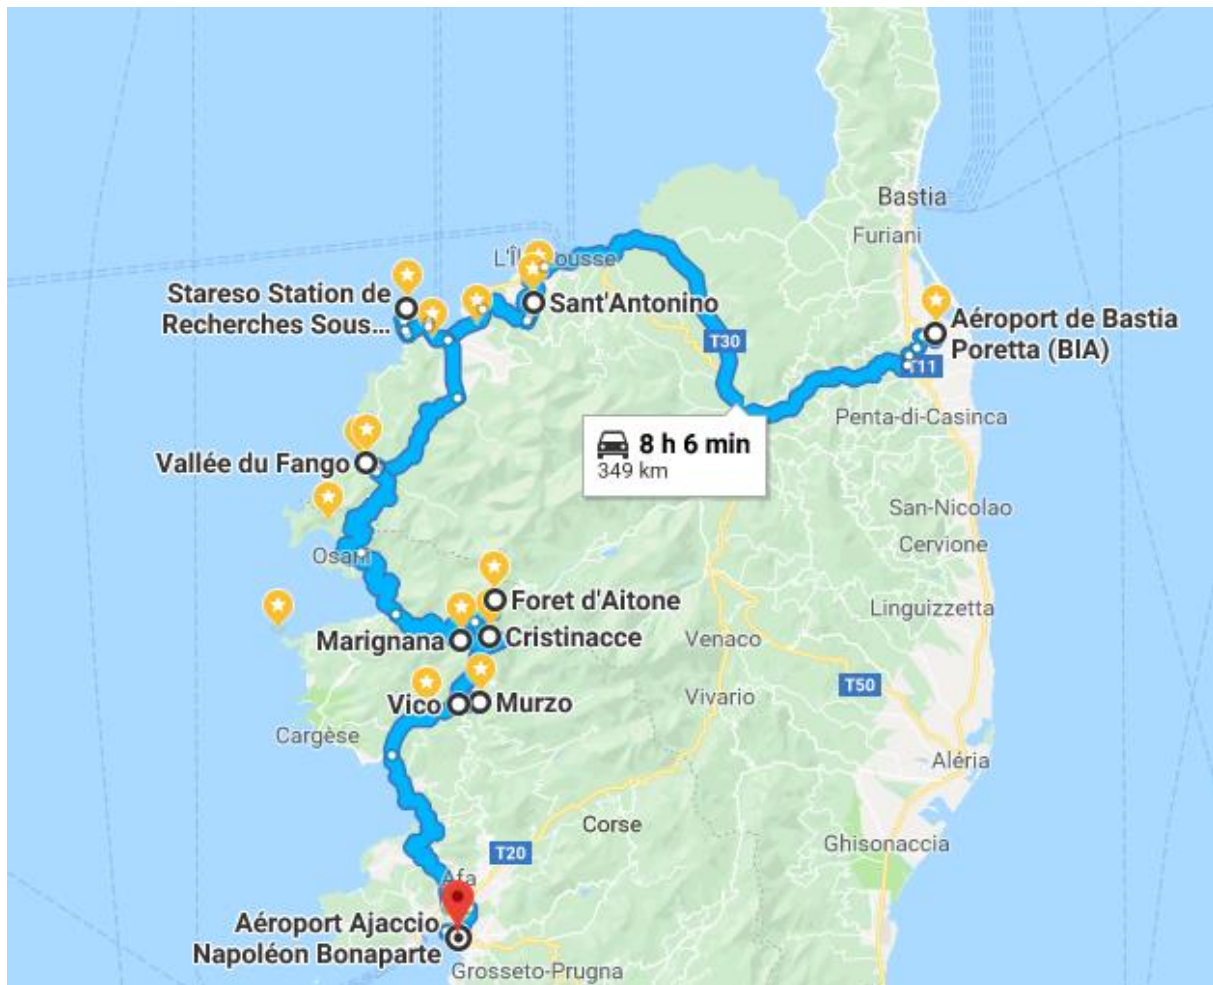 Bastia
Furiani
L'Îl
ousse
Stareso Station de
Recherches Sous...
Sant'Antonino
Aéroport de Bastia
Poretta (BIA)
T30
T11
Penta-di-Casinca
8 h 6 min
349 km
Vallée du Fango
San-Nicolao
Cervione
Osani
Foret d'Aitone
Linguizzetta
Marignana
Cristinacce
Venaco
T50
Vivario
Vico
Murzo
Cargèse
Aléria
Corse
Ghisonaccia
T20
Afa
Aéroport Ajaccio
Napoléon Bonaparte
Grosseto-Prugna